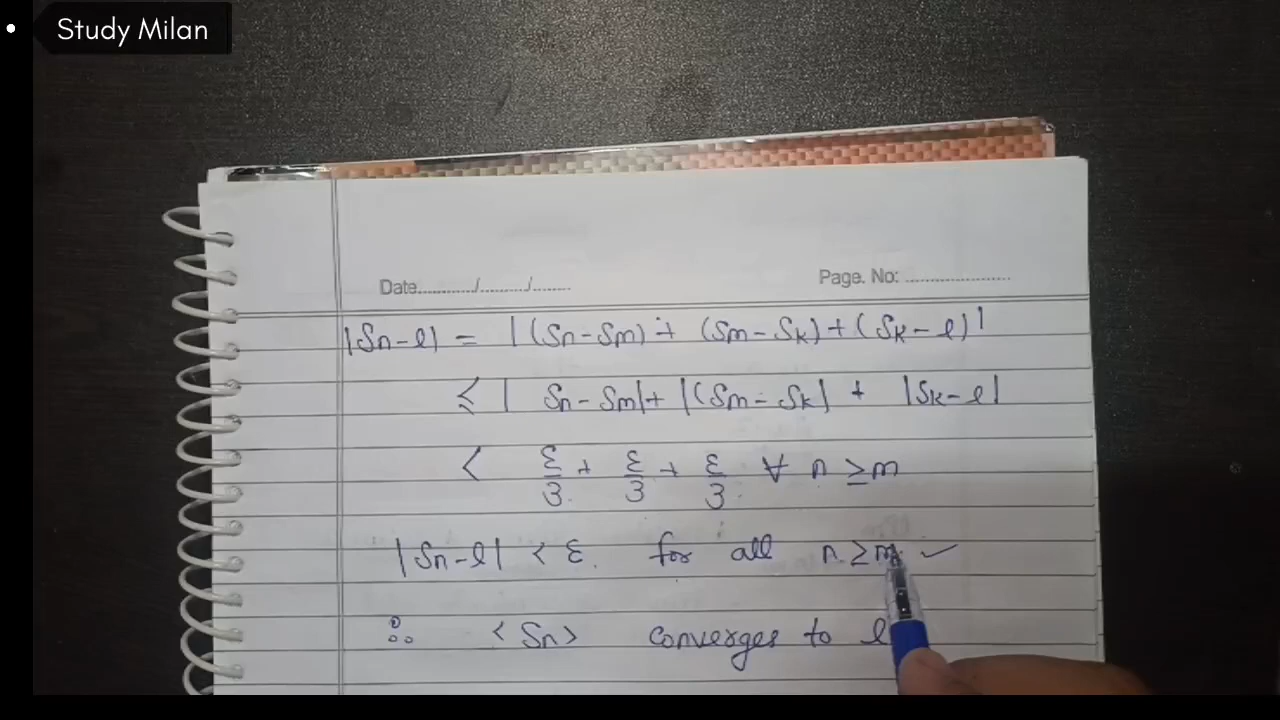 Study Milan
Date............/........../........
Page. No: ......................
|Sn-l| = |(Sn-Sm) + (Sm-Sk) + (Sk-l)|
≤ | Sn - Sm| + |(Sm - Sk| + |Sk-l|
< ε/3 + ε/3 + ε/3 ∀ n ≥m
|Sn-l| < ε. for all n ≥m ✓
∴ <Sn> converges to l